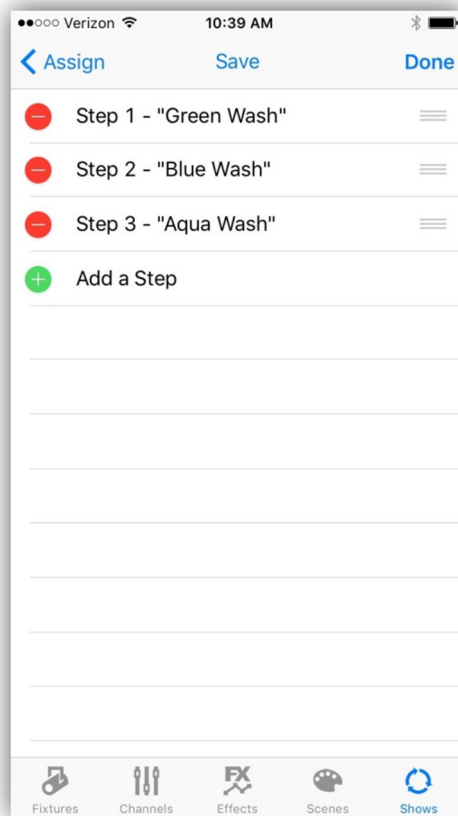 Verizon 10:39 AM
Assign Save Done
Step 1 - "Green Wash"
Step 2 - "Blue Wash"
Step 3 - "Aqua Wash"
Add a Step
FX
Fixtures Channels Effects Scenes Shows